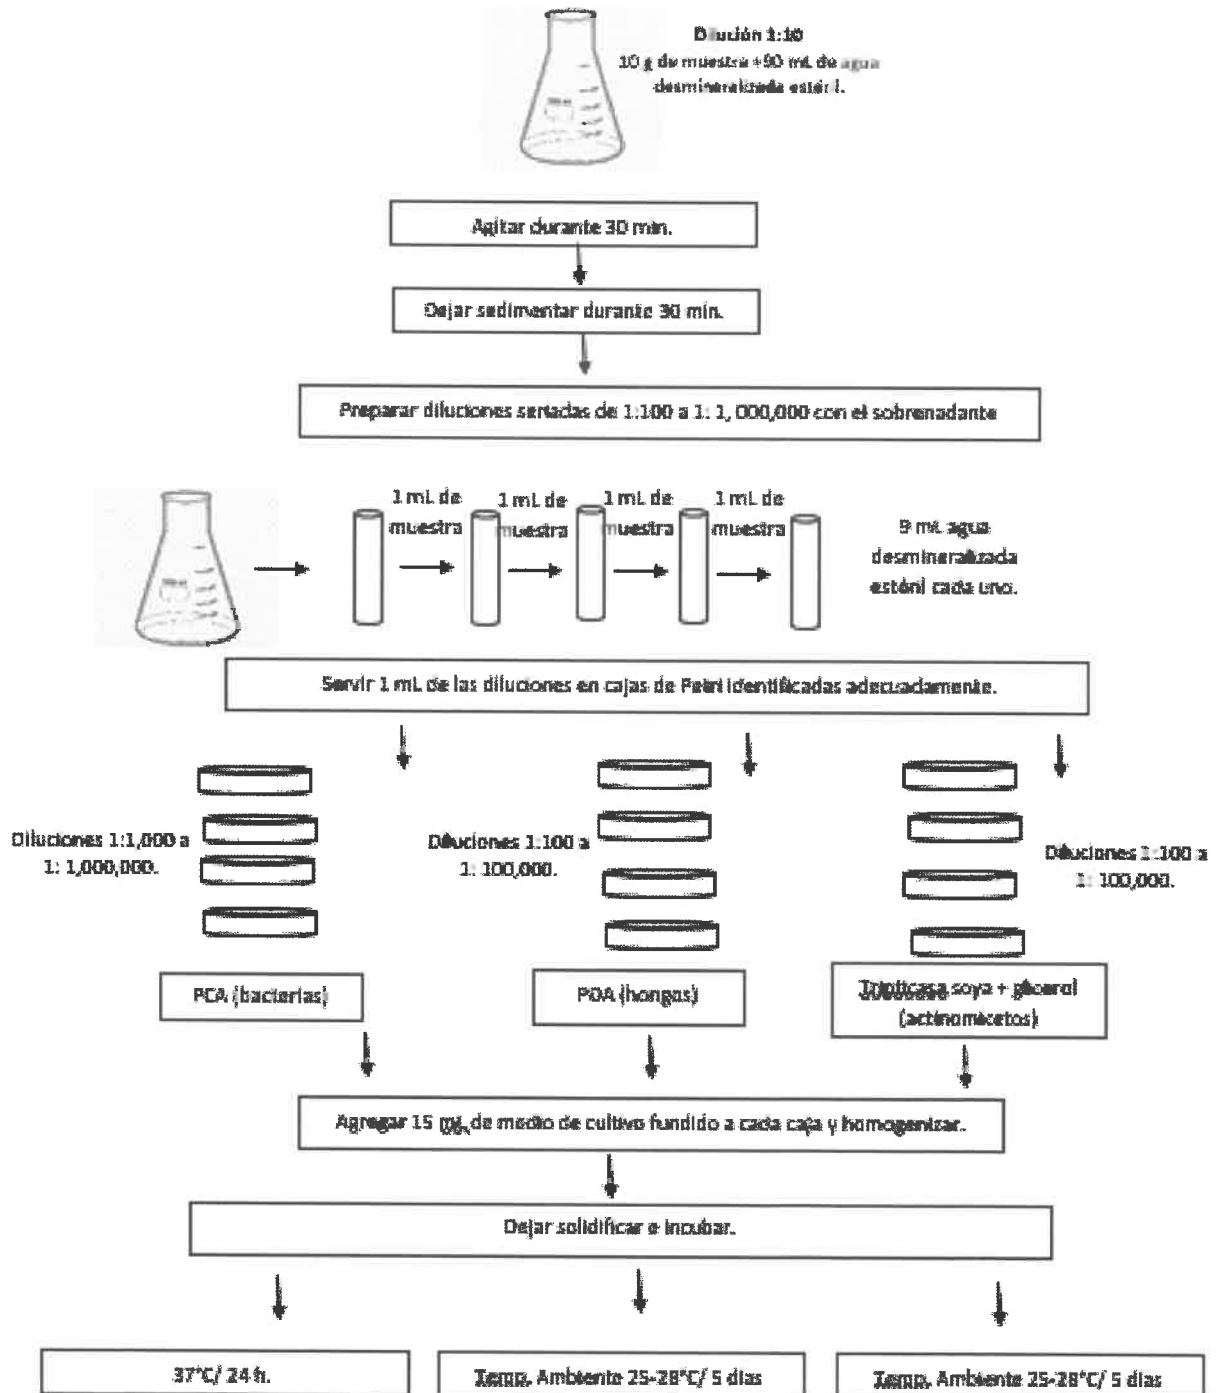 Dilución 1:10
10 g de muestra +90 mL de agua
desmineralizada estéril.
Agitar durante 30 min.
Dejar sedimentar durante 30 min.
Preparar diluciones seriadas de 1:100 a 1: 1, 000,000 con el sobrenadante
1 mL de muestra
1 mL de muestra
1 mL de muestra
1 mL de muestra
9 mL agua
desmineralizada
estéril cada uno.
Servir 1 mL de las diluciones en cajas de Petri identificadas adecuadamente.
Diluciones 1:1,000 a
1: 1,000,000.
Diluciones 1:100 a
1: 100,000.
Diluciones 1:100 a
1: 100,000.
PCA (bacterias)
PDA (hongos)
soya + glicerol
(actinomicetos)
Agregar 15 mL de medio de cultivo fundido a cada caja y homogenizar.
Dejar solidificar e incubar.
37°C/ 24 h.
Temp. Ambiente 25-28°C/ 5 días
Temp. Ambiente 25-28°C/ 5 días